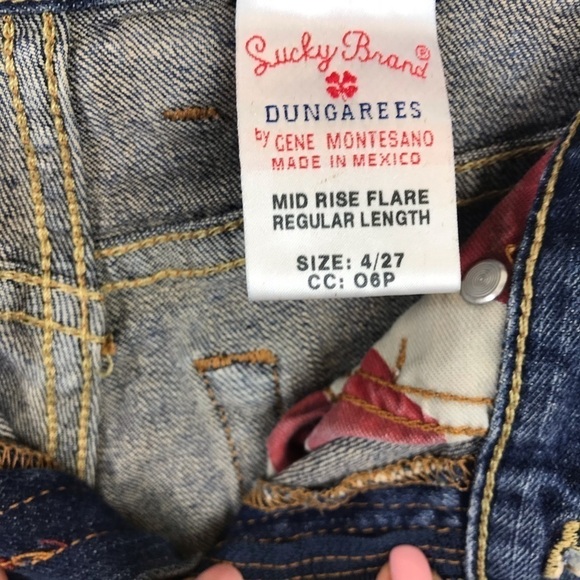 Lucky Brand®
DUNGAREES
by GENE MONTESANO
MADE IN MEXICO
MID RISE FLARE
REGULAR LENGTH
SIZE: 4/27
CC: O6P